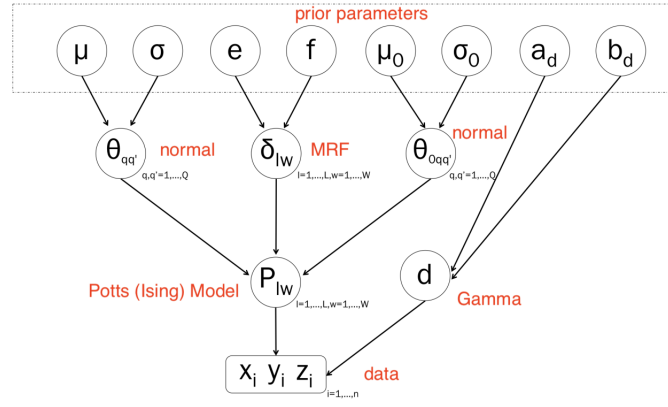 prior parameters
μ σ e f μ0 σ0 ad bd
θqq' normal δlw MRF θ0qq' normal
q,q'=1,...,Q l=1,...,L,w=1,...,W q,q'=1,...,Q
Potts (Ising) Model Plw d Gamma
l=1,...,L,w=1,...,W
xi yi zi data
i=1,...,n